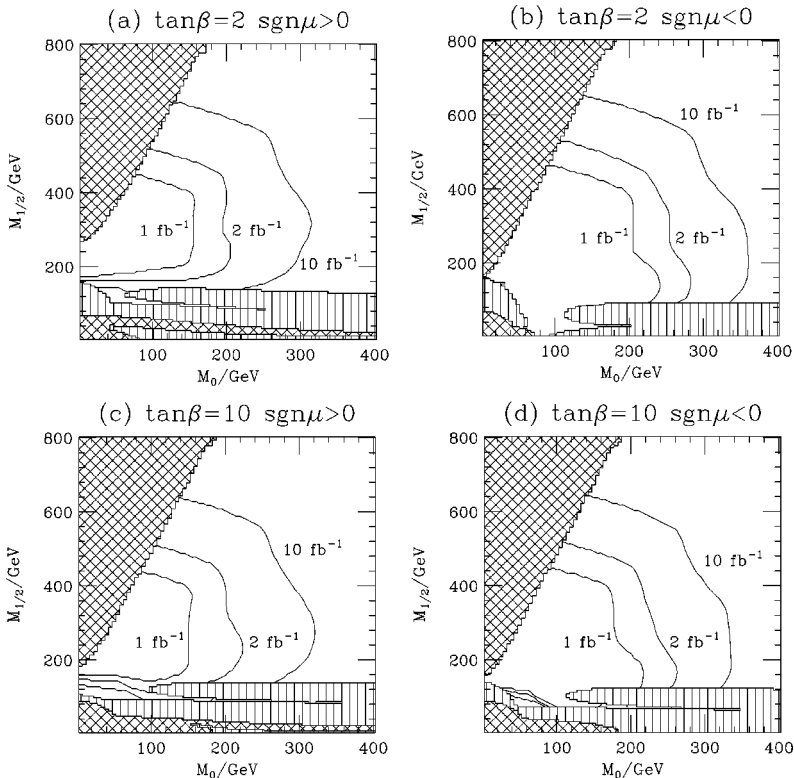 (a) tanβ=2 sgnμ>0
800
600
400
200
M1/2/GeV
1 fb⁻¹
2 fb⁻¹
10 fb⁻¹
100 200 300 400
M0/GeV
(b) tanβ=2 sgnμ<0
800
600
400
200
M1/2/GeV
10 fb⁻¹
1 fb⁻¹
2 fb⁻¹
100 200 300 400
M0/GeV
(c) tanβ=10 sgnμ>0
800
600
400
200
M1/2/GeV
10 fb⁻¹
1 fb⁻¹
2 fb⁻¹
100 200 300 400
M0/GeV
(d) tanβ=10 sgnμ<0
800
600
400
200
M1/2/GeV
10 fb⁻¹
1 fb⁻¹
2 fb⁻¹
100 200 300 400
M0/GeV